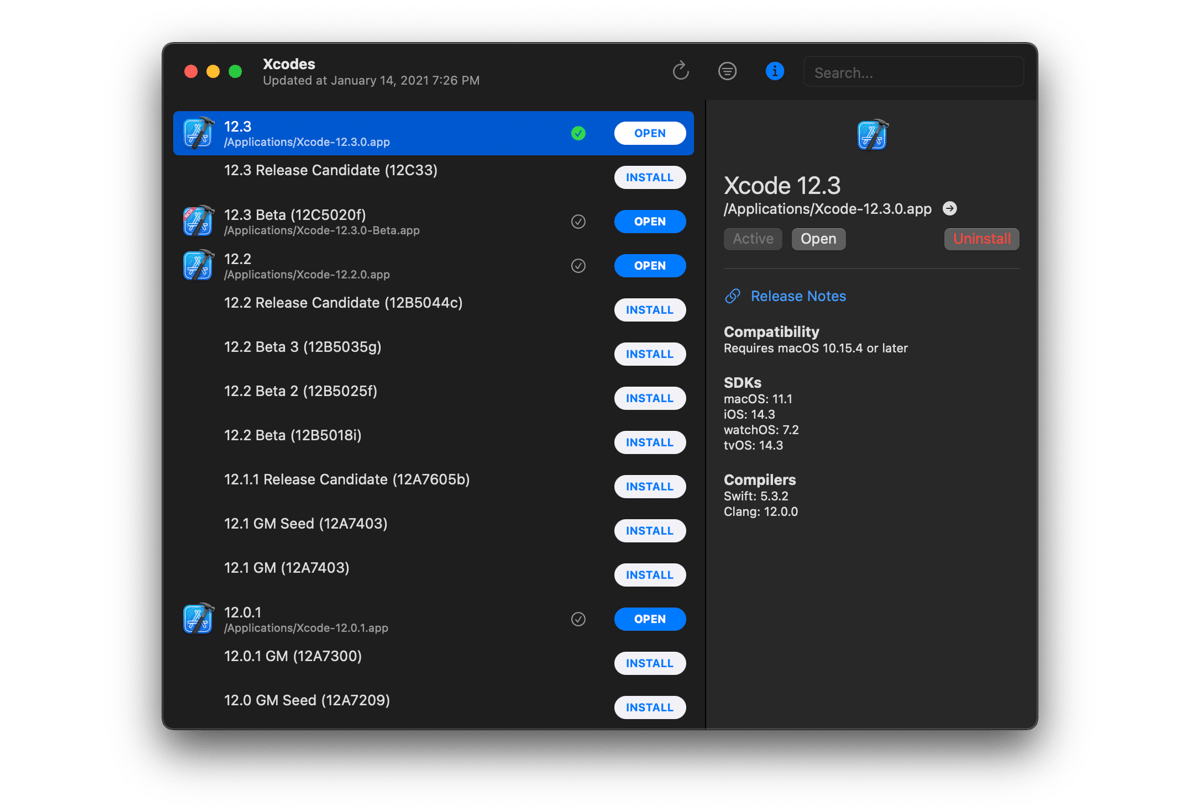 Xcodes
Updated at January 14, 2021 7:26 PM
Search...
12.3
/Applications/Xcode-12.3.0.app
OPEN
12.3 Release Candidate (12C33)
INSTALL
12.3 Beta (12C5020f)
/Applications/Xcode-12.3.0-Beta.app
OPEN
12.2
/Applications/Xcode-12.2.0.app
OPEN
12.2 Release Candidate (12B5044c)
INSTALL
12.2 Beta 3 (12B5035g)
INSTALL
12.2 Beta 2 (12B5025f)
INSTALL
12.2 Beta (12B5018i)
INSTALL
12.1.1 Release Candidate (12A7605b)
INSTALL
12.1 GM Seed (12A7403)
INSTALL
12.1 GM (12A7403)
INSTALL
12.0.1
/Applications/Xcode-12.0.1.app
OPEN
12.0.1 GM (12A7300)
INSTALL
12.0 GM Seed (12A7209)
INSTALL
Xcode 12.3
/Applications/Xcode-12.3.0.app
Active Open Uninstall
Release Notes
Compatibility
Requires macOS 10.15.4 or later
SDKs
macOS: 11.1
iOS: 14.3
watchOS: 7.2
tvOS: 14.3
Compilers
Swift: 5.3.2
Clang: 12.0.0